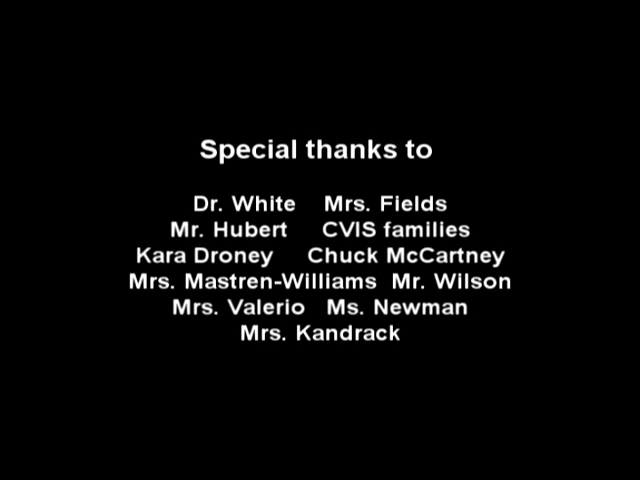 Special thanks to
Dr. White Mrs. Fields
Mr. Hubert CVIS families
Kara Droney Chuck McCartney
Mrs. Mastren-Williams Mr. Wilson
Mrs. Valerio Ms. Newman
Mrs. Kandrack